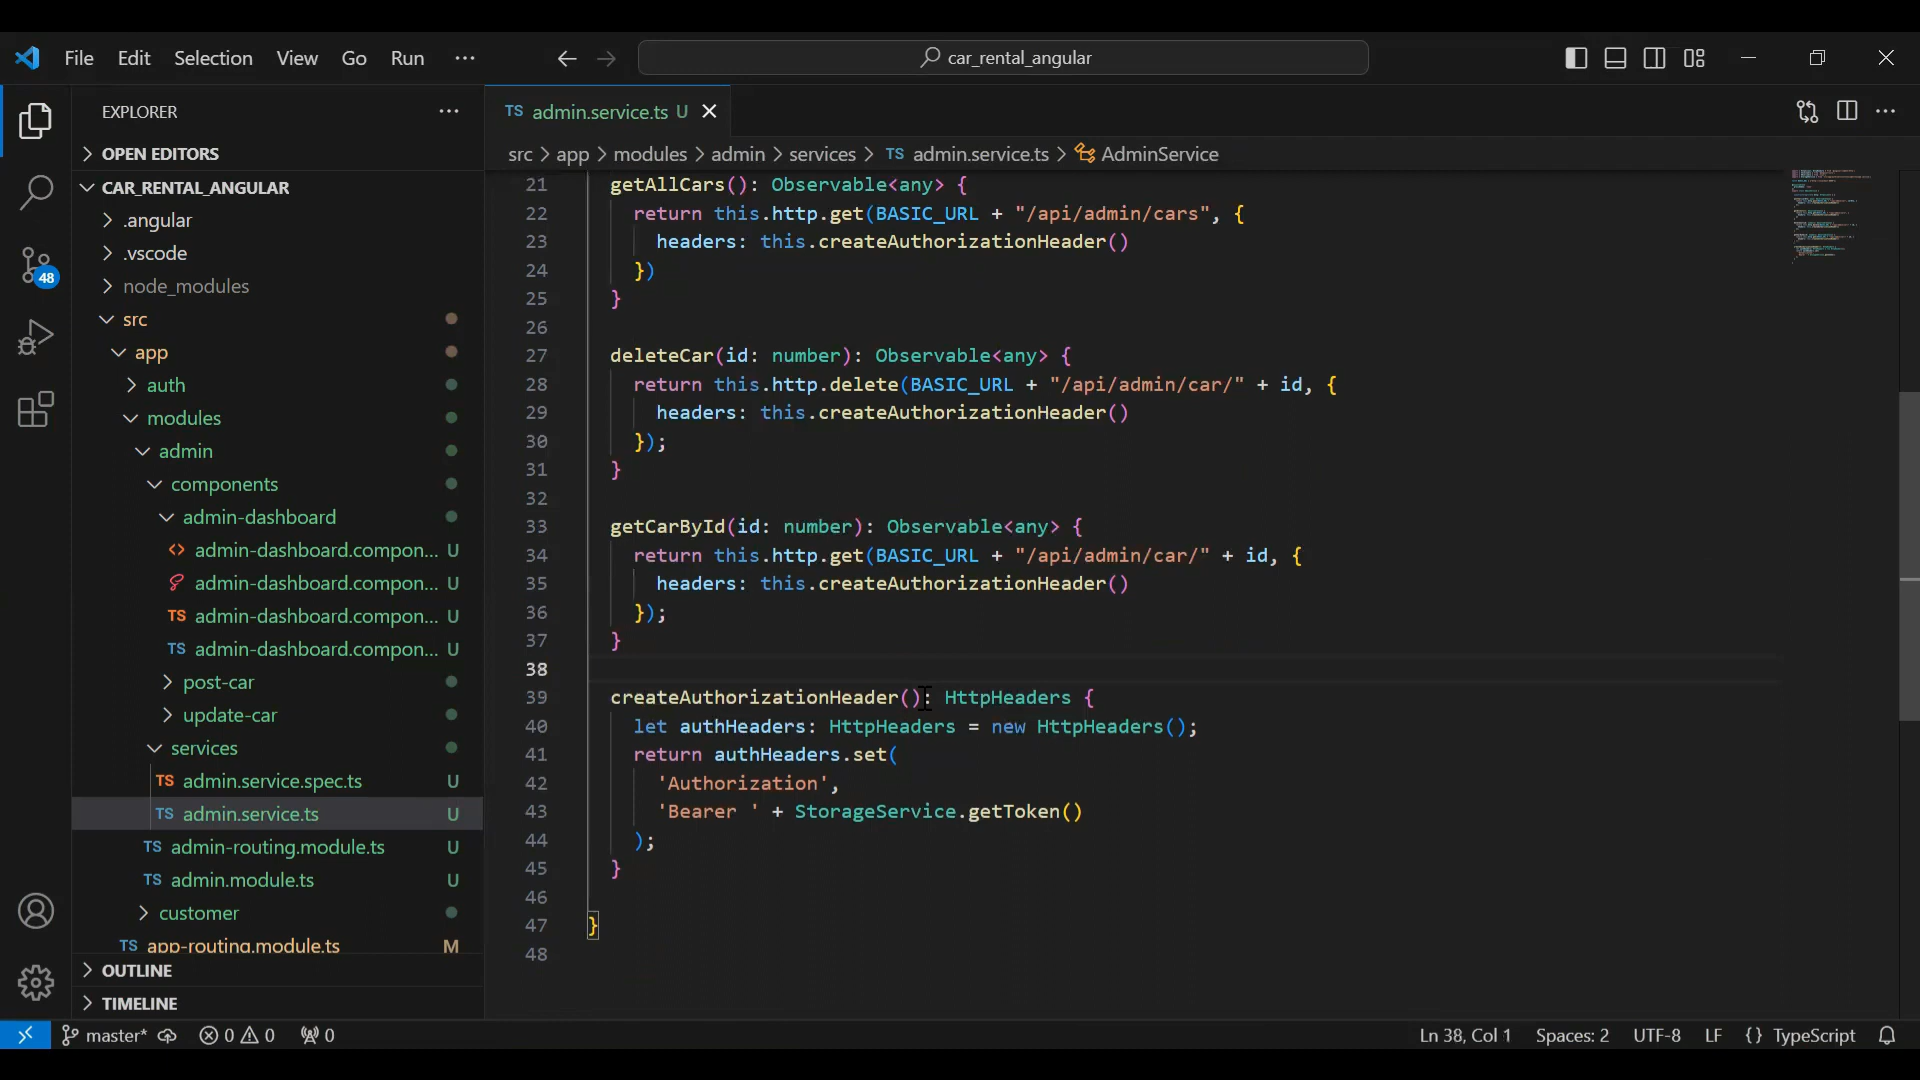 File Edit Selection View Go Run ··· car_rental_angular
EXPLORER ···
OPEN EDITORS
CAR_RENTAL_ANGULAR
.angular
.vscode
node_modules
src
app
auth
modules
admin
components
admin-dashboard
<> admin-dashboard.compon... U
admin-dashboard.compon... U
TS admin-dashboard.compon... U
TS admin-dashboard.compon... U
post-car
update-car
services
TS admin.service.spec.ts U
TS admin.service.ts U
TS admin-routing.module.ts U
TS admin.module.ts U
customer
TS app-routing.module.ts M
OUTLINE
TIMELINE
48
TS admin.service.ts U
src > app > modules > admin > services > TS admin.service.ts > AdminService
21 getAllCars(): Observable<any> {
22 return this.http.get(BASIC_URL + "/api/admin/cars", {
23 headers: this.createAuthorizationHeader()
24 })
25 }
26
27 deleteCar(id: number): Observable<any> {
28 return this.http.delete(BASIC_URL + "/api/admin/car/" + id, {
29 headers: this.createAuthorizationHeader()
30 });
31 }
32
33 getCarById(id: number): Observable<any> {
34 return this.http.get(BASIC_URL + "/api/admin/car/" + id, {
35 headers: this.createAuthorizationHeader()
36 });
37 }
38
39 createAuthorizationHeader(): HttpHeaders {
40 let authHeaders: HttpHeaders = new HttpHeaders();
41 return authHeaders.set(
42 'Authorization',
43 'Bearer ' + StorageService.getToken()
44 );
45 }
46
47 }
48
master* 0 0 0 Ln 38, Col 1 Spaces: 2 UTF-8 LF {} TypeScript